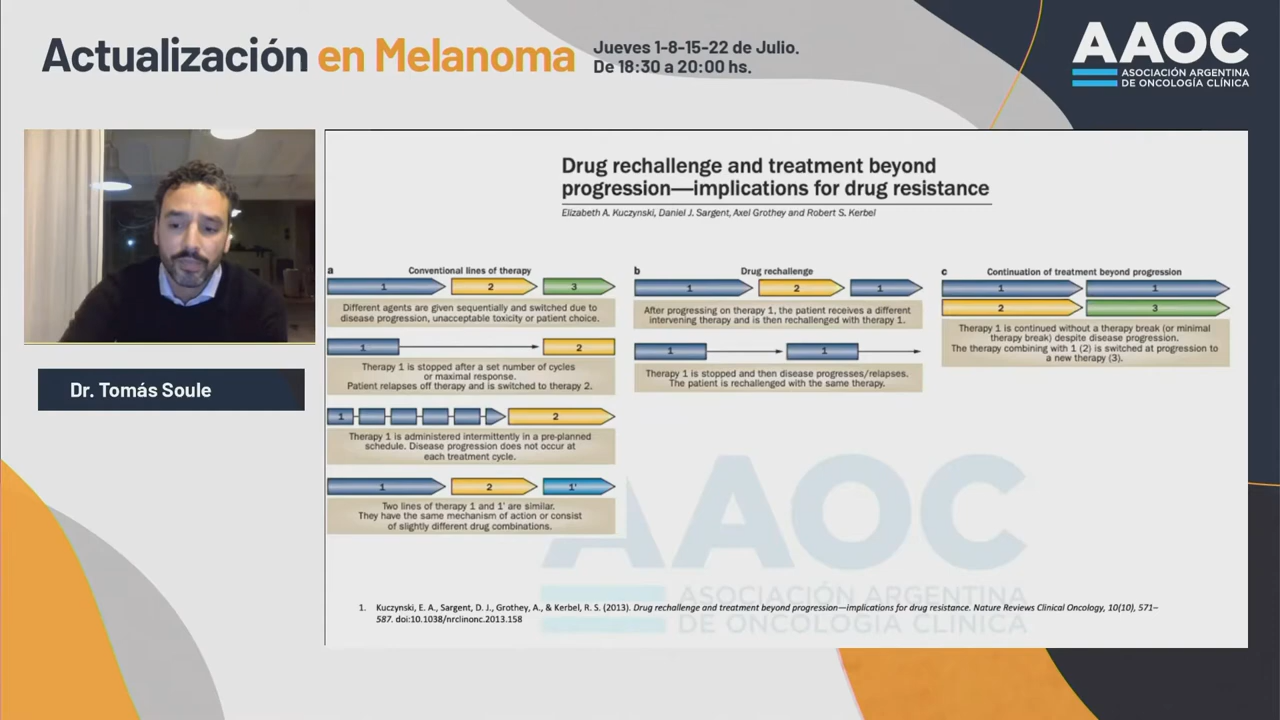 Actualización en Melanoma
Jueves 1-8-15-22 de Julio.
De 18:30 a 20:00 hs.
AAOC
ASOCIACIÓN ARGENTINA
DE ONCOLOGÍA CLÍNICA
Dr. Tomás Soule
Drug rechallenge and treatment beyond
progression—implications for drug resistance
Elizabeth A. Kuczynski, Daniel J. Sargent, Axel Grothey and Robert S. Kerbel
a Conventional lines of therapy
1 2 3
Different agents are given sequentially and switched due to
disease progression, unacceptable toxicity or patient choice.
1 2
Therapy 1 is stopped after a set number of cycles
or maximal response.
Patient relapses off therapy and is switched to therapy 2.
1 2
Therapy 1 is administered intermittently in a pre-planned
schedule. Disease progression does not occur at
each treatment cycle.
1 2 1'
Two lines of therapy 1 and 1' are similar.
They have the same mechanism of action or consist
of slightly different drug combinations.
b Drug rechallenge
1 2 1
After progressing on therapy 1, the patient receives a different
intervening therapy and is then rechallenged with therapy 1.
1 1
Therapy 1 is stopped and then disease progresses/relapses.
The patient is rechallenged with the same therapy.
c Continuation of treatment beyond progression
1 1
2 3
Therapy 1 is continued without a therapy break (or minimal
therapy break) despite disease progression.
The therapy combining with 1 (2) is switched at progression to
a new therapy (3).
AAOC
ASOCIACIÓN ARGENTINA
DE ONCOLOGÍA CLÍNICA
1. Kuczynski, E. A., Sargent, D. J., Grothey, A., & Kerbel, R. S. (2013). Drug rechallenge and treatment beyond progression—implications for drug resistance. Nature Reviews Clinical Oncology, 10(10), 571–
587. doi:10.1038/nrclinonc.2013.158